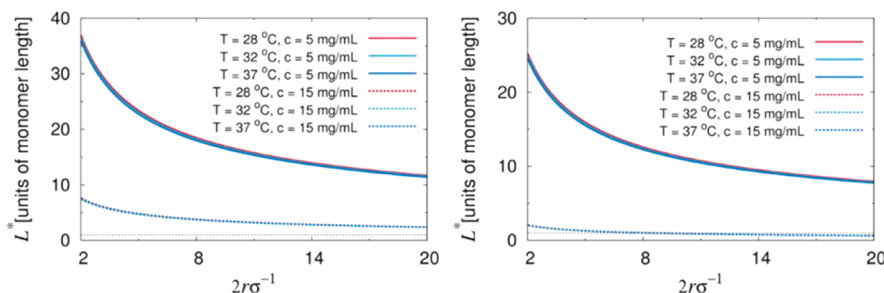 40
30
20
10
0
L* [units of monomer length]
T = 28 °C, c = 5 mg/mL
T = 32 °C, c = 5 mg/mL
T = 37 °C, c = 5 mg/mL
T = 28 °C, c = 15 mg/mL
T = 32 °C, c = 15 mg/mL
T = 37 °C, c = 15 mg/mL
2 8 14 20
2rσ⁻¹
30
20
10
0
L* [units of monomer length]
T = 28 °C, c = 5 mg/mL
T = 32 °C, c = 5 mg/mL
T = 37 °C, c = 5 mg/mL
T = 28 °C, c = 15 mg/mL
T = 32 °C, c = 15 mg/mL
T = 37 °C, c = 15 mg/mL
2 8 14 20
2rσ⁻¹